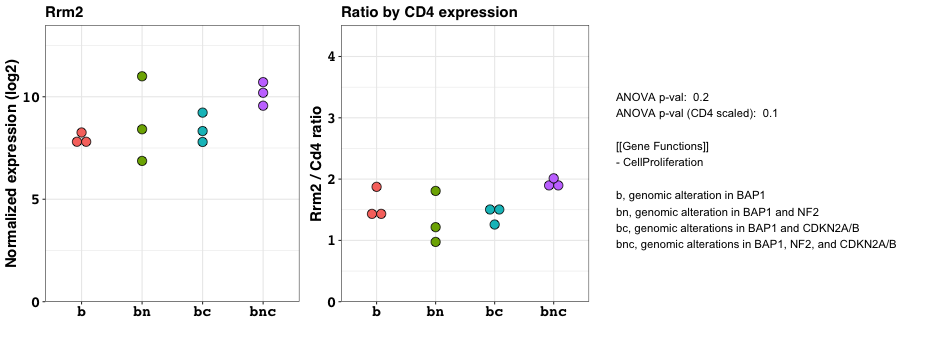 Rrm2
Normalized expression (log2)
10
5
0
b
bn
bc
bnc
Ratio by CD4 expression
Rrm2 / Cd4 ratio
4
3
2
1
0
b
bn
bc
bnc
ANOVA p-val:  0.2
ANOVA p-val (CD4 scaled):  0.1
[[Gene Functions]]
- CellProliferation
b, genomic alteration in BAP1
bn, genomic alteration in BAP1 and NF2
bc, genomic alterations in BAP1 and CDKN2A/B
bnc, genomic alterations in BAP1, NF2, and CDKN2A/B